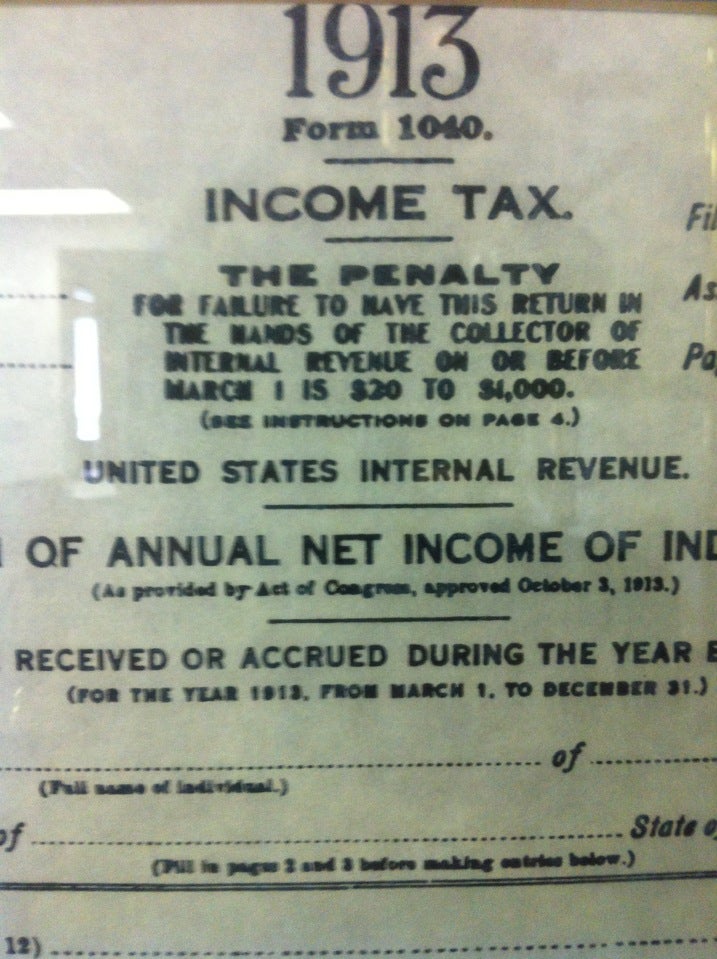 1913
Form 1040.
INCOME TAX.
Fil
THE PENALTY
FOR FAILURE TO HAVE THIS RETURN IN
As
THE HANDS OF THE COLLECTOR OF
INTERNAL REVENUE ON OR BEFORE
Pa
MARCH 1 IS $20 TO $1,000.
(SEE INSTRUCTIONS ON PAGE 4.)
UNITED STATES INTERNAL REVENUE.
OF ANNUAL NET INCOME OF IND
(As provided by Act of Congress, approved October 3, 1913.)
RECEIVED OR ACCRUED DURING THE YEAR E
(FOR THE YEAR 1913, FROM MARCH 1, TO DECEMBER 31.)
of
(Full name of individual.)
of State o
(Fill in pages 2 and 3 before making entries below.)
12)